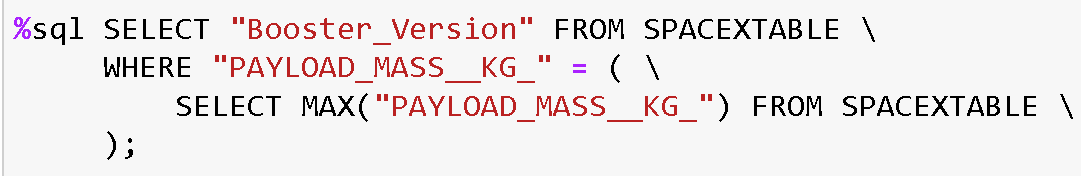 %sql SELECT "Booster_Version" FROM SPACEXTABLE \
WHERE "PAYLOAD_MASS__KG_" = ( \
SELECT MAX("PAYLOAD_MASS__KG_") FROM SPACEXTABLE \
);